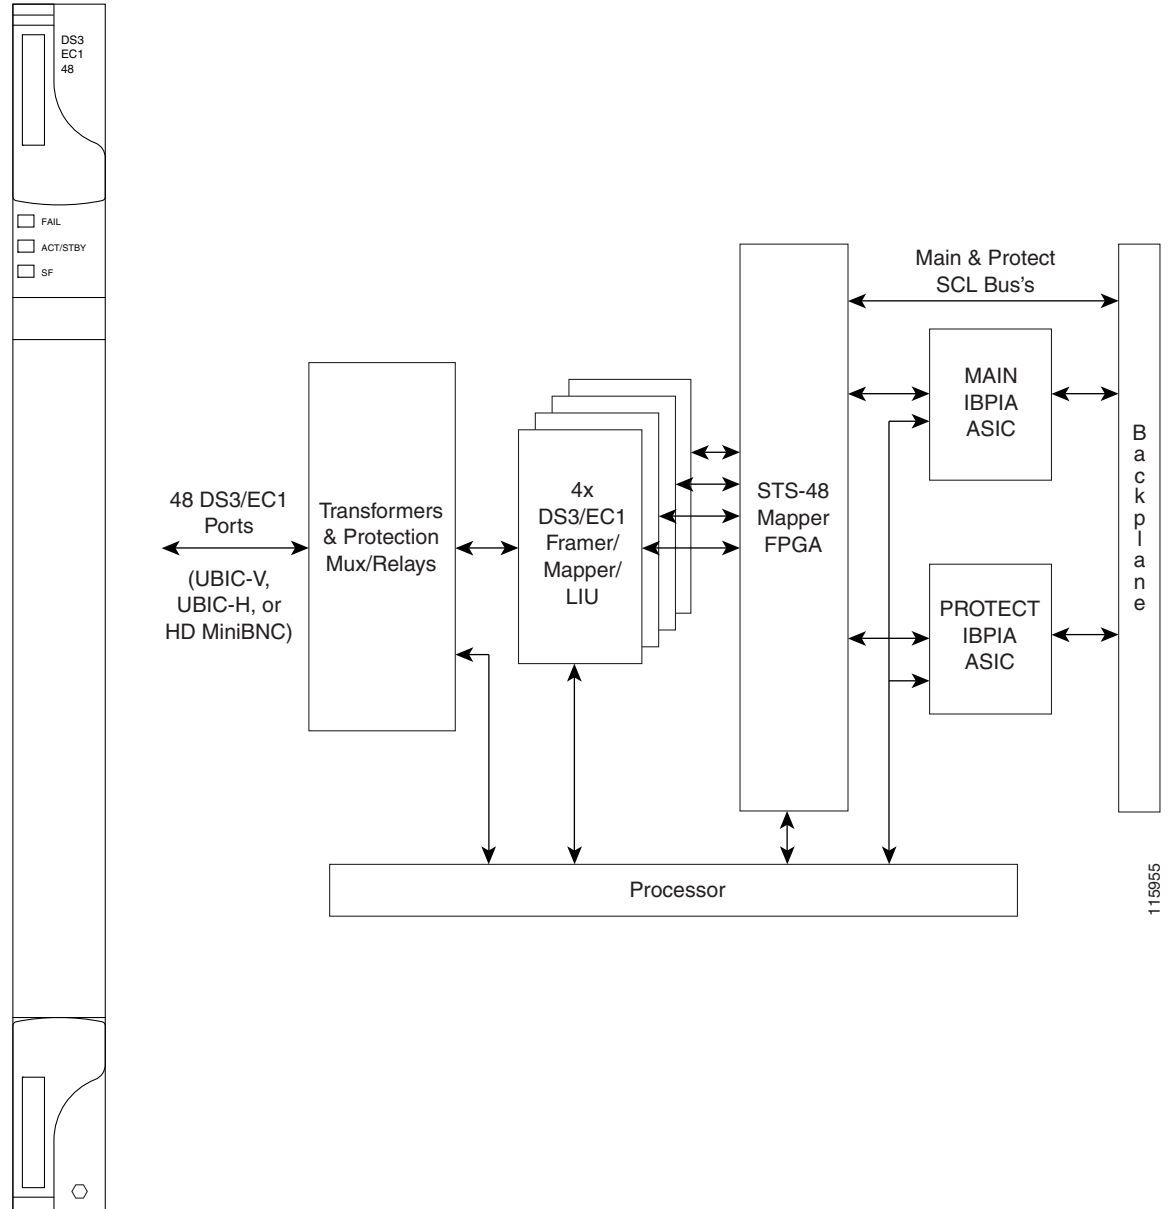 DS3
EC1
48
FAIL
ACT/STBY
SF
48 DS3/EC1
Ports
(UBIC-V,
UBIC-H, or
HD MiniBNC)
Transformers
& Protection
Mux/Relays
4x
DS3/EC1
Framer/
Mapper/
LIU
STS-48
Mapper
FPGA
Main & Protect
SCL Bus's
MAIN
IBPIA
ASIC
PROTECT
IBPIA
ASIC
Backplane
Processor
115955